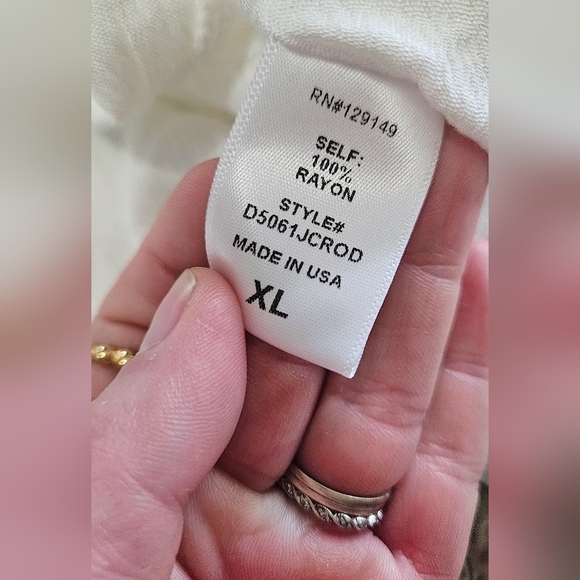 RN#129149
SELF:
100%
RAYON
STYLE#
D5061JCROD
MADE IN USA
XL